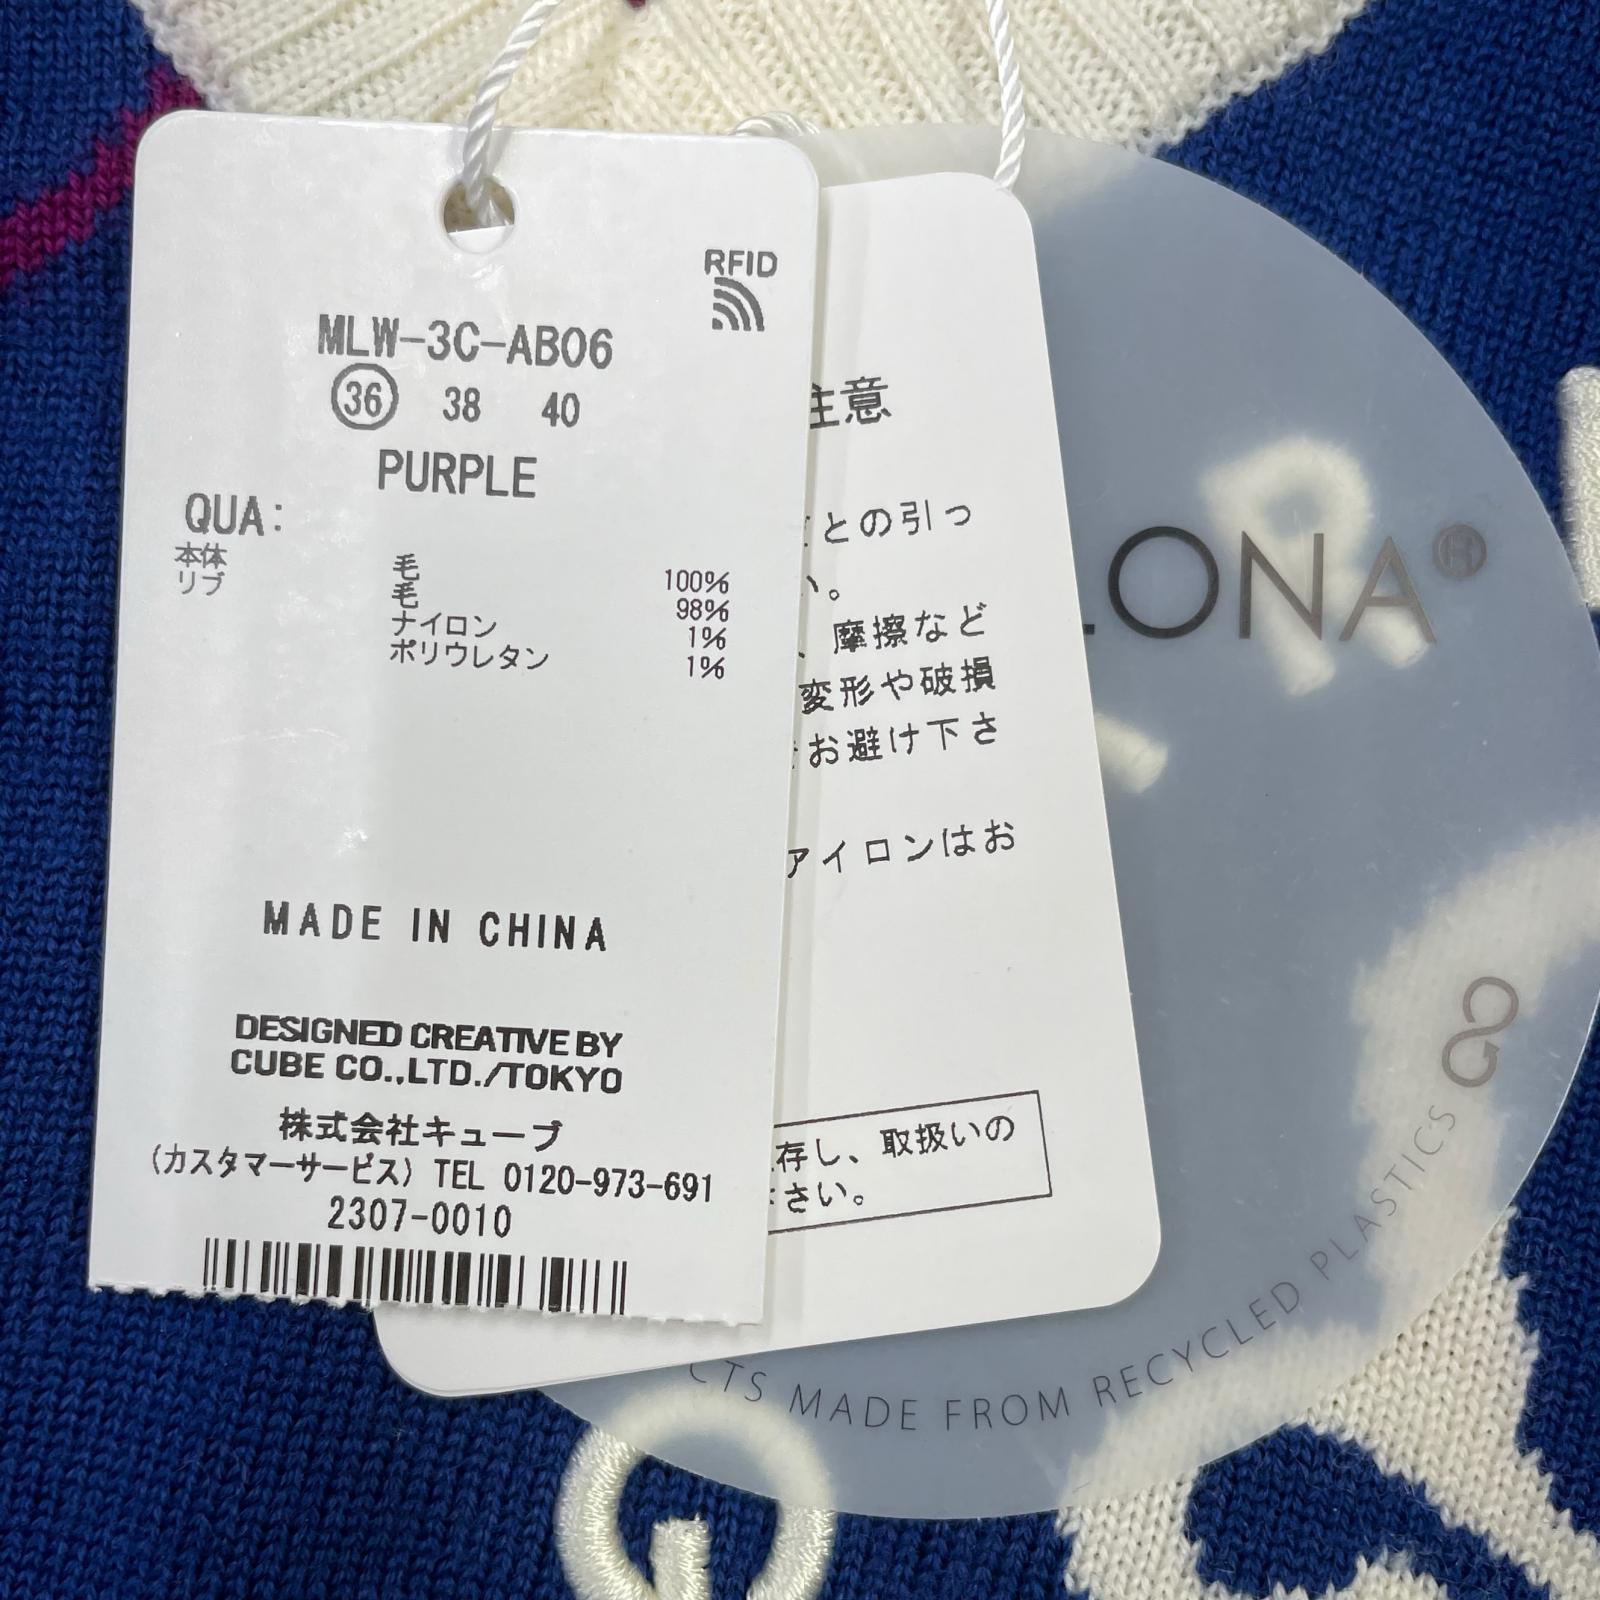 RFID
MLW-3C-AB06
36 38 40
PURPLE
QUA:
本体 毛 100%
リブ 毛 98%
ナイロン 1%
ポリウレタン 1%
MADE IN CHINA
DESIGNED CREATIVE BY
CUBE CO.,LTD./TOKYO
株式会社キューブ
(カスタマーサービス) TEL 0120-973-691
2307-0010
注意
との引っ
い。
、摩擦など
変形や破損
お避け下さ
アイロンはお
存し、取扱いの
さい。
LONA®
CTS MADE FROM RECYCLED PLASTICS
R
G